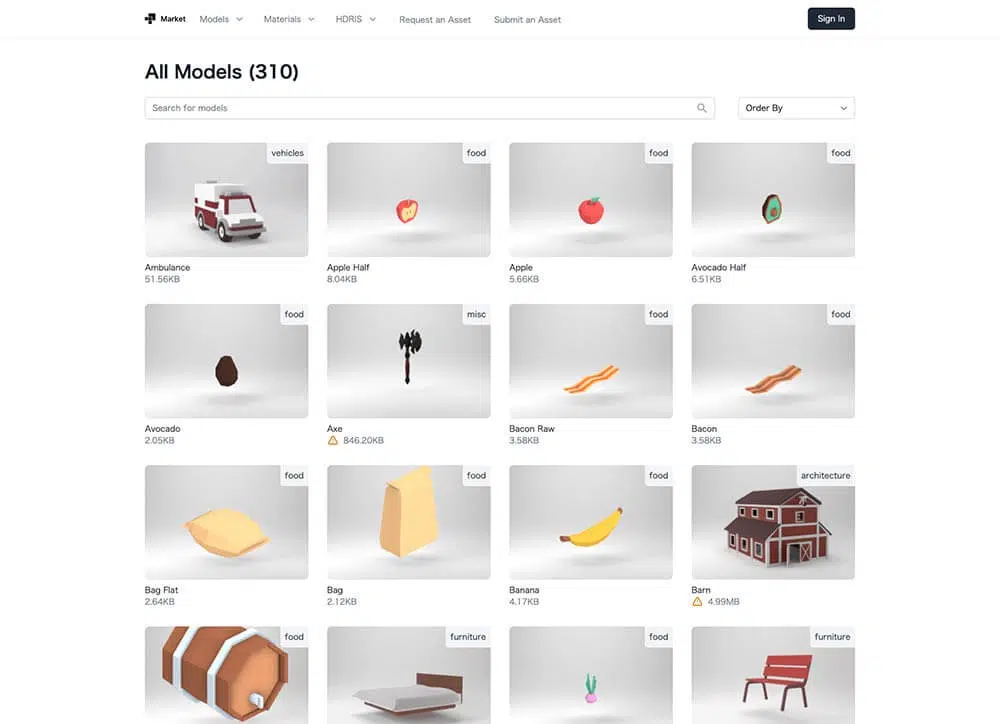 Market Models Materials HDRIS Request an Asset Submit an Asset Sign In
All Models (310)
Search for models Order By
vehicles food food food
Ambulance Apple Half Apple Avocado Half
51.56KB 8.04KB 5.66KB 6.51KB
food misc food food
Avocado Axe Bacon Raw Bacon
2.05KB 846.20KB 3.58KB 3.58KB
food food food architecture
Bag Flat Bag Banana Barn
2.64KB 2.12KB 4.17KB 4.99MB
food furniture food furniture